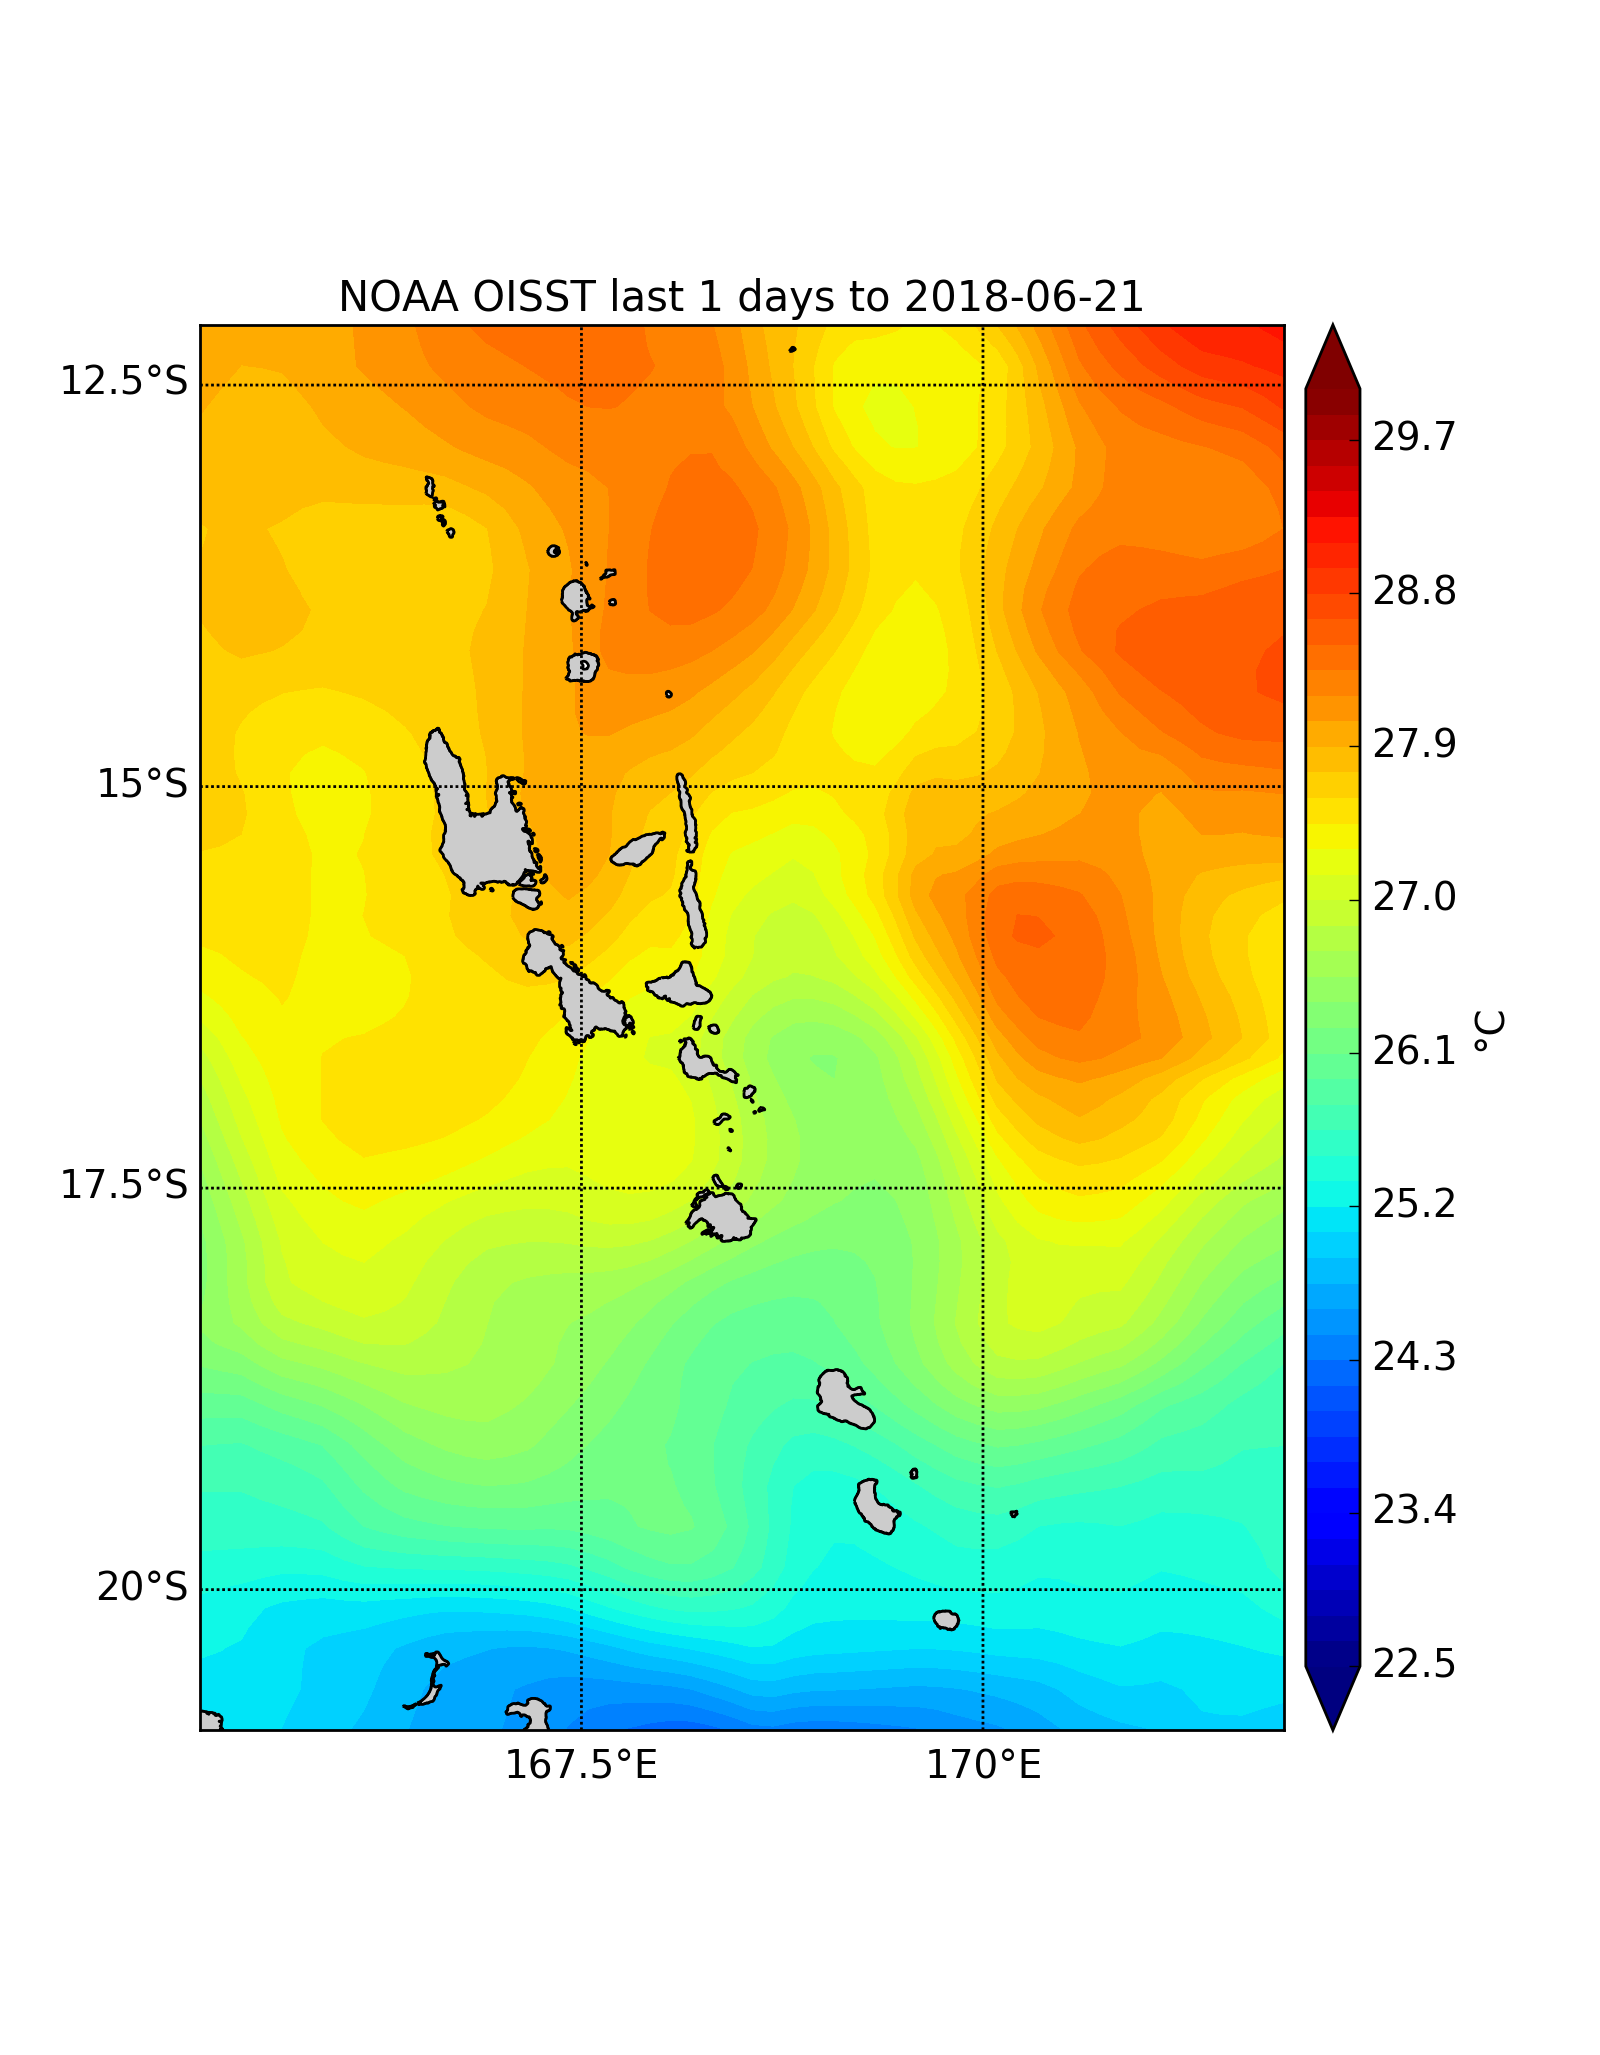 NOAA OISST last 1 days to 2018-06-21
12.5°S
15°S
17.5°S
20°S
167.5°E
170°E
29.7
28.8
27.9
27.0
26.1
25.2
24.3
23.4
22.5
°C